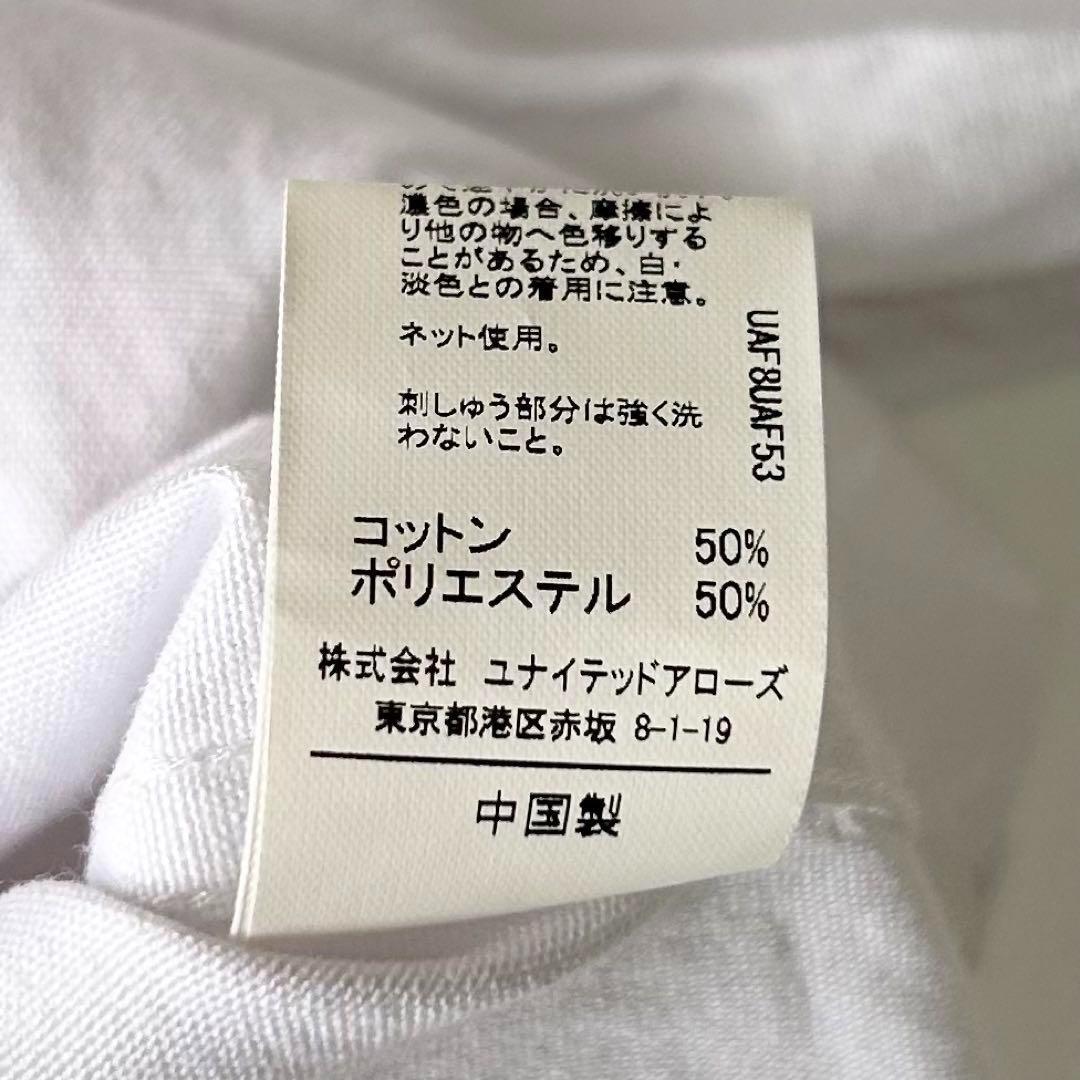 濃色の場合、摩擦によ
り他の物へ色移りする
ことがあるため、白・
淡色との着用に注意。
ネット使用。
刺しゅう部分は強く洗
わないこと。
UAF8UAF53
コットン 50%
ポリエステル 50%
株式会社 ユナイテッドアローズ
東京都港区赤坂 8-1-19
中国製